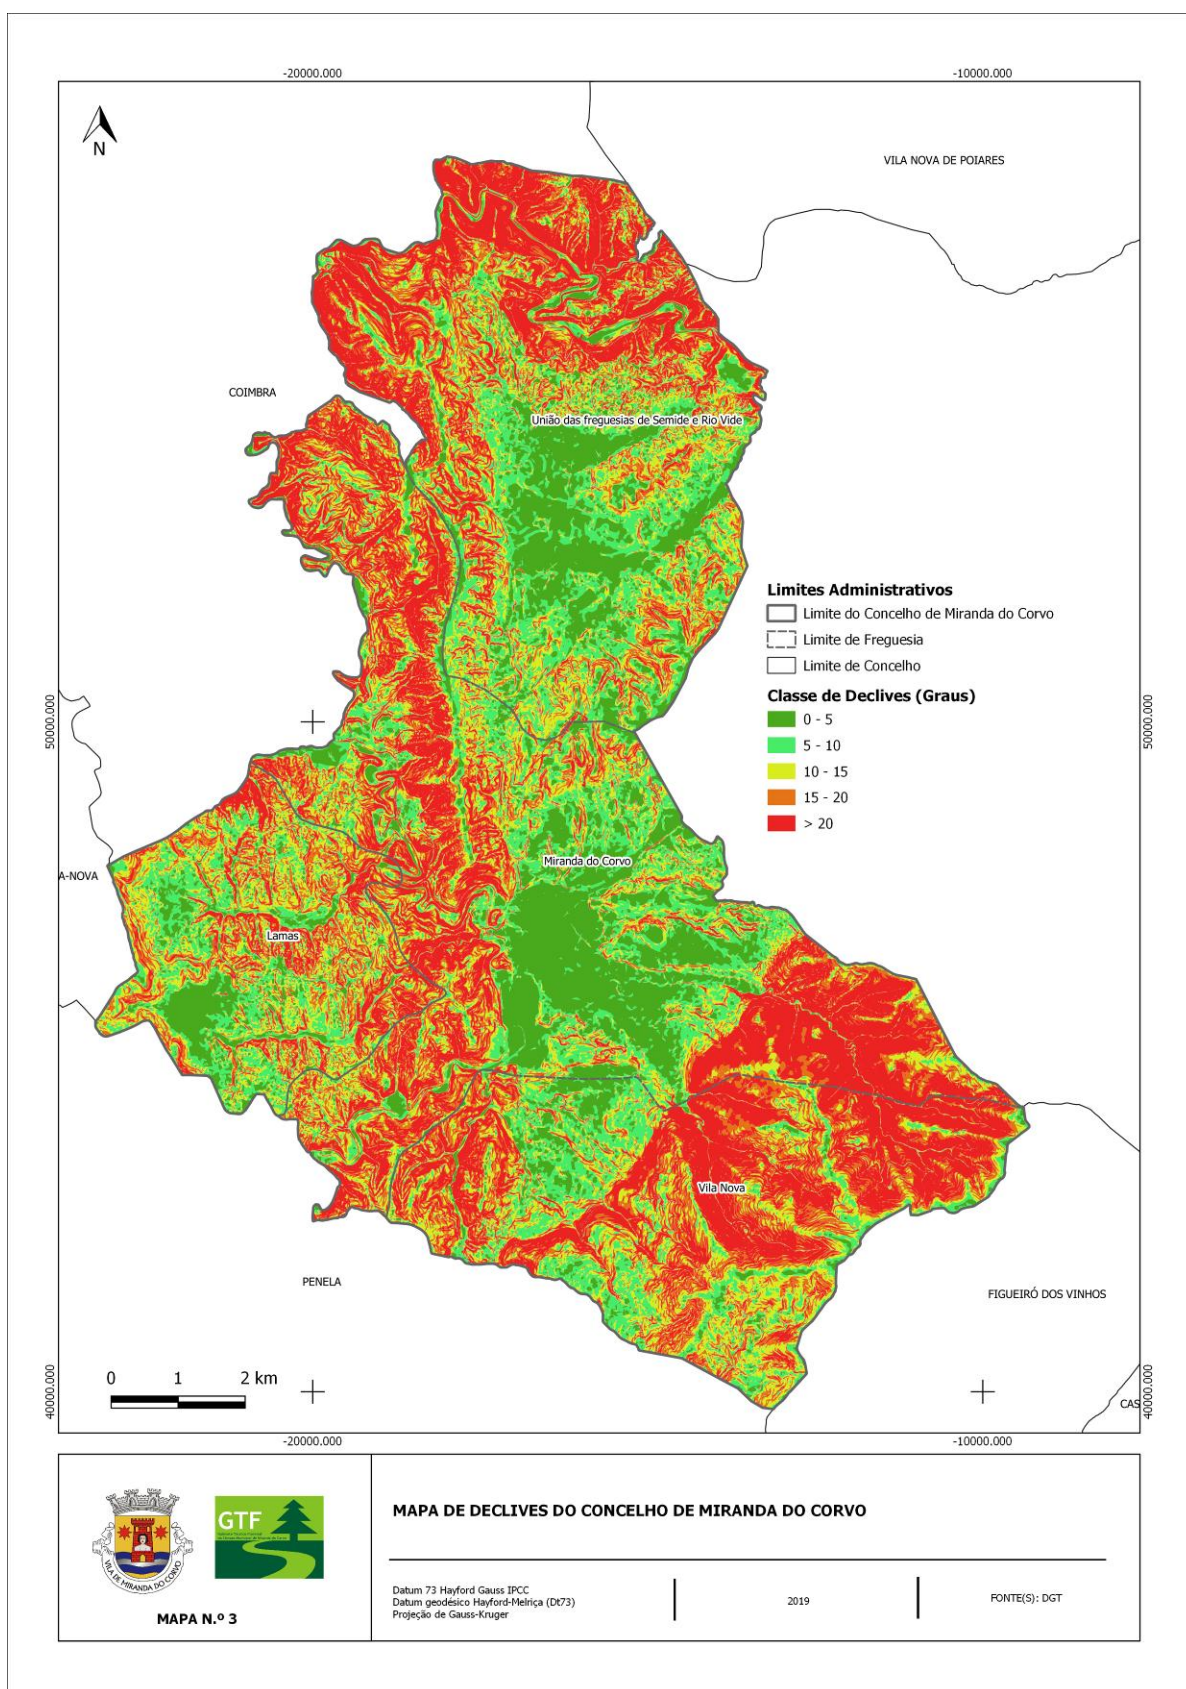 -20000.000
-10000.000
N
VILA NOVA DE POIARES
COIMBRA
União das freguesias de Semide e Rio Vide
Limites Administrativos
Limite do Concelho de Miranda do Corvo
Limite de Freguesia
Limite de Concelho
Classe de Declives (Graus)
0 - 5
5 - 10
10 - 15
15 - 20
> 20
50000.000
50000.000
Miranda do Corvo
A-NOVA
Lamas
Vila Nova
PENELA
FIGUEIRÓ DOS VINHOS
0 1 2 km
40000.000
40000.000
CAS
-20000.000
-10000.000
GTF
VILA DE MIRANDA DO CORVO
MAPA N.º 3
MAPA DE DECLIVES DO CONCELHO DE MIRANDA DO CORVO
Datum 73 Hayford Gauss IPCC
Datum geodésico Hayford-Melriça (Dt73)
Projeção de Gauss-Kruger
2019
FONTE(S): DGT